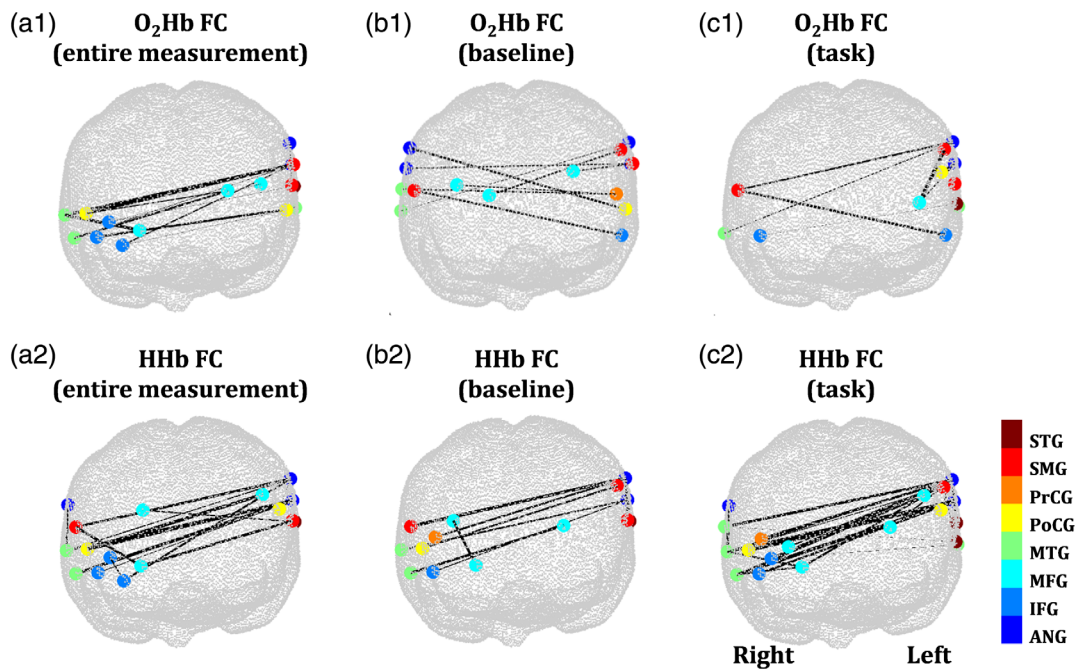 (a1)
O₂Hb FC
(entire measurement)
(b1)
O₂Hb FC
(baseline)
(c1)
O₂Hb FC
(task)
(a2)
HHb FC
(entire measurement)
(b2)
HHb FC
(baseline)
(c2)
HHb FC
(task)
STG
SMG
PrCG
PoCG
MTG
MFG
IFG
ANG
Right
Left